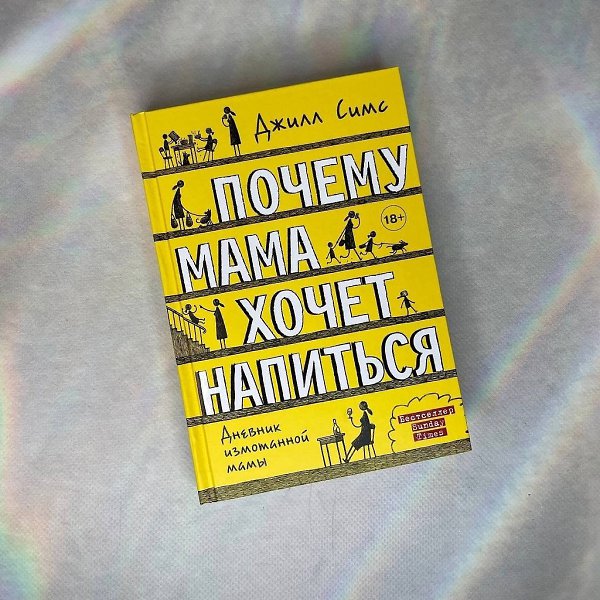 Джилл Симс
ПОЧЕМУ
18+
МАМА
ХОЧЕТ
НАПИТЬСЯ
Дневник
измотанной
мамы
Бестселлер
Sunday
Times